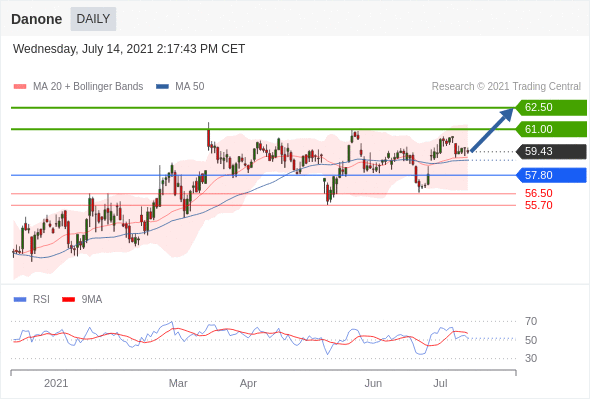 Danone DAILY
Wednesday, July 14, 2021 2:17:43 PM CET
MA 20 + Bollinger Bands MA 50 Research © 2021 Trading Central
62.50
61.00
59.43
57.80
56.50
55.70
RSI 9MA
70
50
30
2021 Mar Apr Jun Jul